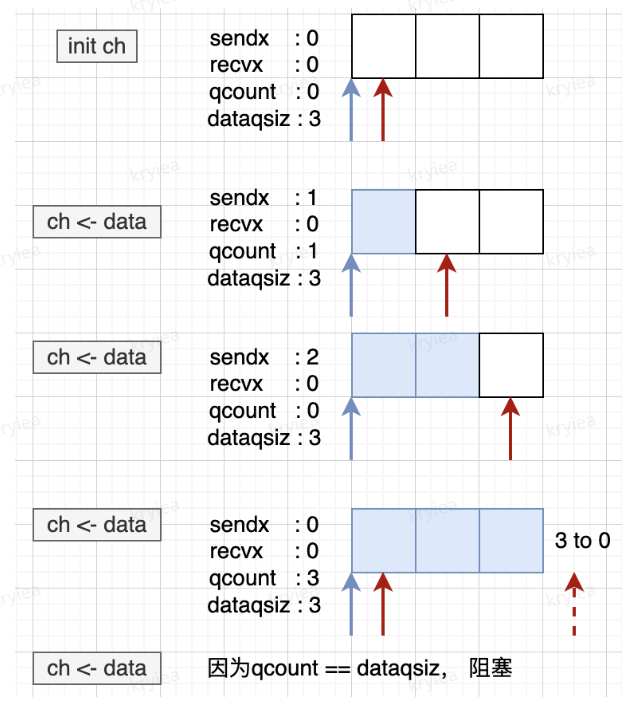 init ch
sendx : 0
recvx : 0
qcount : 0
dataqsiz : 3
ch <- data
sendx : 1
recvx : 0
qcount : 1
dataqsiz : 3
ch <- data
sendx : 2
recvx : 0
qcount : 0
dataqsiz : 3
ch <- data
sendx : 0
recvx : 0
qcount : 3
dataqsiz : 3
3 to 0
ch <- data
因为qcount == dataqsiz， 阻塞
kryiea
kryiea
kryiea
kryiea
kryiea
kryiea
kryiea
kryiea
kryiea
kryiea